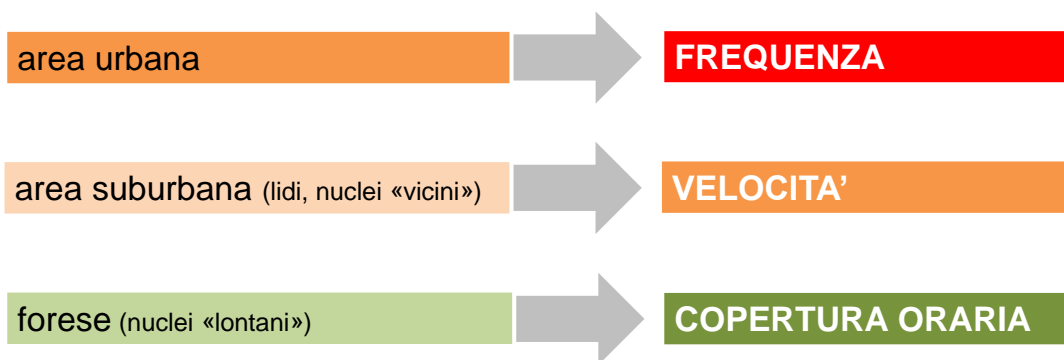 area urbana
FREQUENZA
area suburbana (lidi, nuclei «vicini»)
VELOCITA’
forese (nuclei «lontani»)
COPERTURA ORARIA